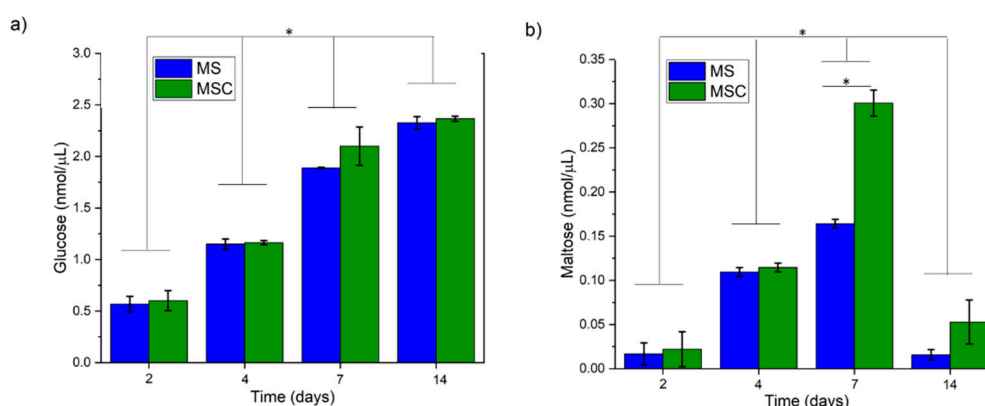 a)
*
3.0
2.5
2.0
1.5
1.0
0.5
0.0
Glucose (nmol/μL)
MS
MSC
2 4 7 14
Time (days)
b)
*
*
0.35
0.30
0.25
0.20
0.15
0.10
0.05
0.00
Maltose (nmol/μL)
MS
MSC
2 4 7 14
Time (days)